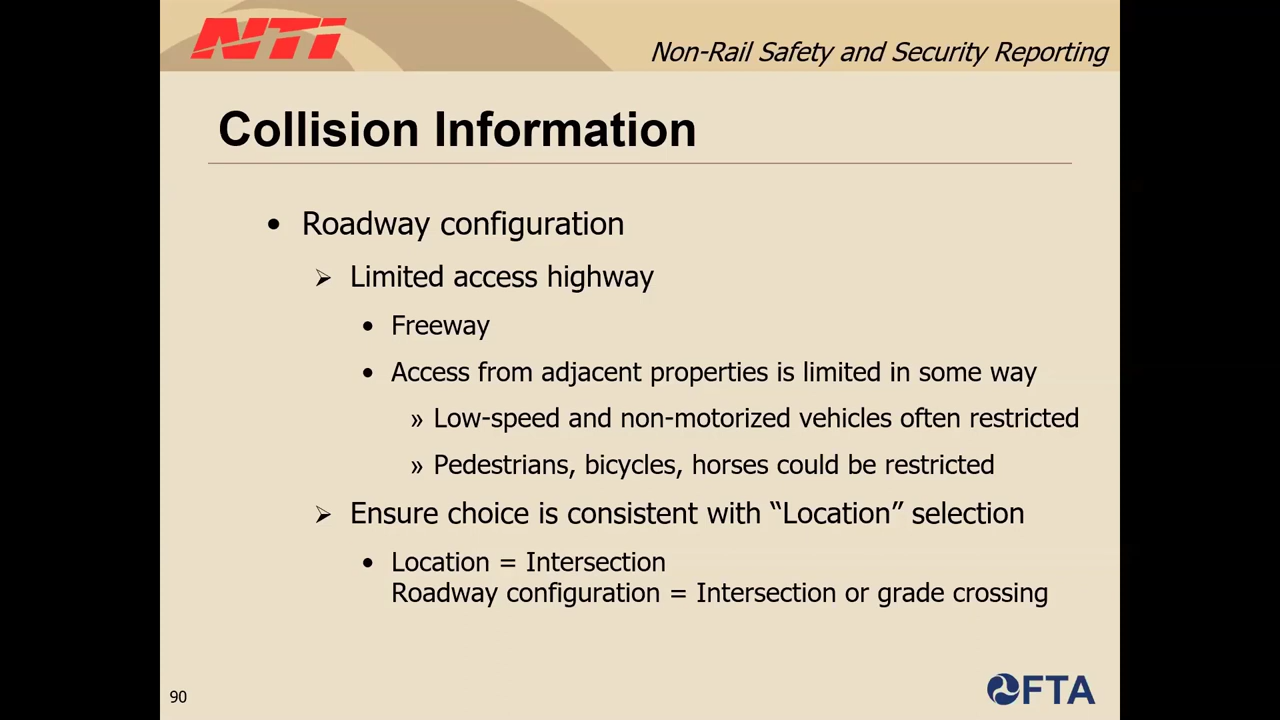 NTI
Non-Rail Safety and Security Reporting
Collision Information
• Roadway configuration
➢ Limited access highway
• Freeway
• Access from adjacent properties is limited in some way
» Low-speed and non-motorized vehicles often restricted
» Pedestrians, bicycles, horses could be restricted
➢ Ensure choice is consistent with “Location” selection
• Location = Intersection
Roadway configuration = Intersection or grade crossing
90
FTA